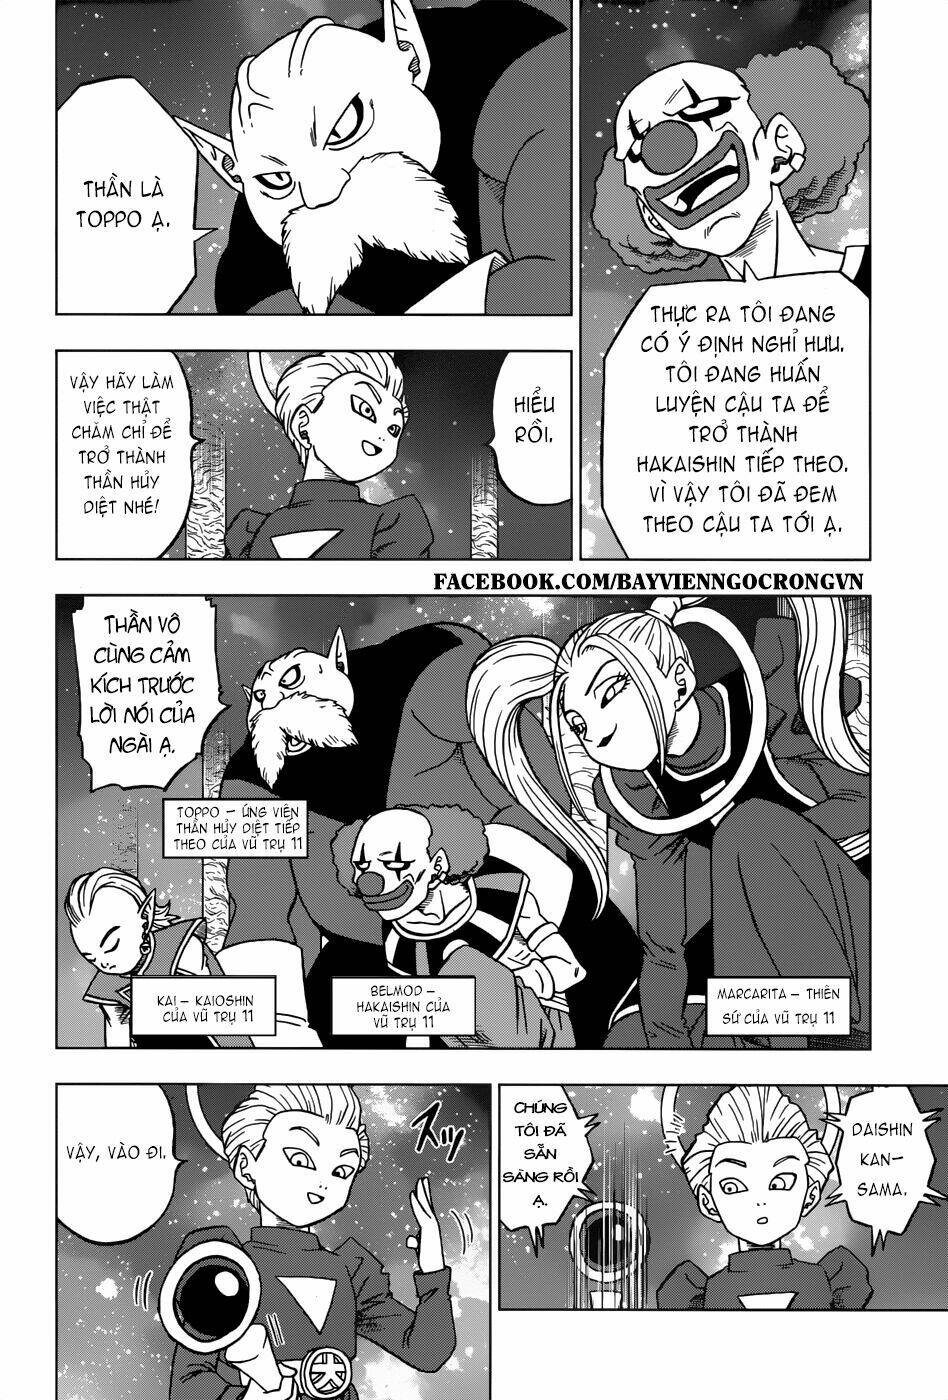 THỰC RA TÔI ĐANG
CÓ Ý ĐỊNH NGHỈ HƯU.
TÔI ĐANG HUẤN
LUYỆN CẬU TA ĐỂ
TRỞ THÀNH
HAKAISHIN TIẾP THEO.
VÌ VẬY TÔI ĐÃ ĐEM
THEO CẬU TA TỚI Ạ.
THẦN LÀ
TOPPO Ạ.
HIỂU
RỒI.
VẬY HÃY LÀM
VIỆC THẬT
CHĂM CHỈ ĐỂ
TRỞ THÀNH
THẦN HỦY
DIỆT NHÉ!
FACEBOOK.COM/BAYVIENNGOCRONGVN
THẦN VÔ
CÙNG CẢM
KÍCH TRƯỚC
LỜI NÓI CỦA
NGÀI Ạ.
TOPPO – ỨNG VIÊN
THẦN HỦY DIỆT TIẾP
THEO CỦA VŨ TRỤ 11
KAI – KAIOSHIN
CỦA VŨ TRỤ 11
BELMOD –
HAKAISHIN CỦA
VŨ TRỤ 11
MARCARITA – THIÊN
SỨ CỦA VŨ TRỤ 11
DAISHIN
KAN-
SAMA.
CHÚNG
TÔI ĐÃ
SẴN
SÀNG RỒI
Ạ.
VẬY, VÀO ĐI.
スッ
大